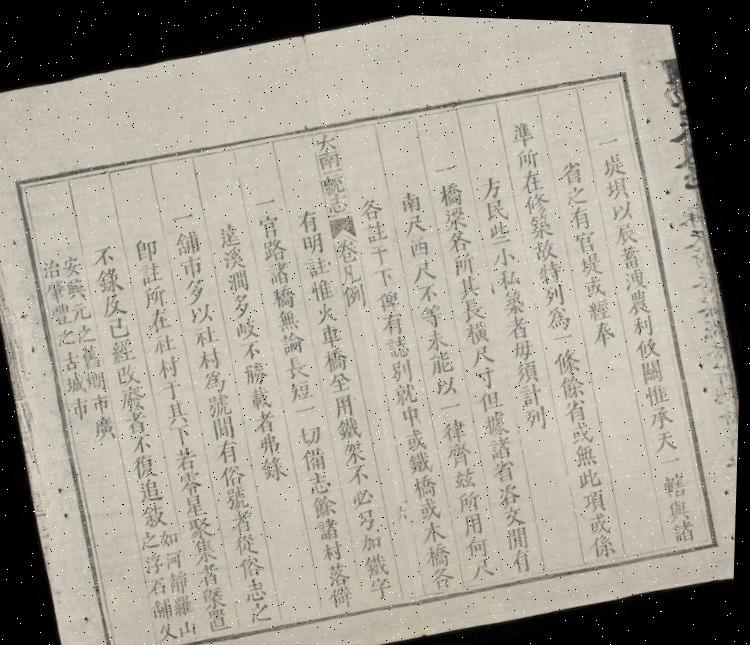 一堤埧以辰蓄洩農利攸關惟承天一轄與諸
省之有官堤或經奉
準所在修築故特列為一條餘省或無此項或係
方民些小私築者毋須計列
一橋梁各所其長橫尺寸但據諸省咨文間有
南尺西尺不等未能以一律齊茲所用何尺
各註于下俾有誌別就中或鐵橋或木橋各
大南一統志 卷凡例
有明註惟火車橋全用鐵架不必另加鐵字
一官路諸橋無論長短一切備志餘諸村落僻
遠溪澗多岐不勝載者弗錄
一舖市多以社村為號間有俗號者從俗志之
卽註所在社村于其下若零星聚集者槩置
不錄及已經改廢者不復追敘如河靜羅山
之浮石舖久
安興元之舊
廟市廣
治肇豐之古城市